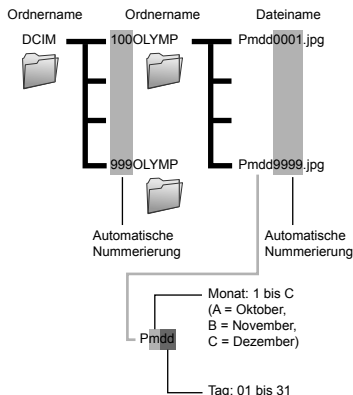 Ordnername Ordnername Dateiname
DCIM 100OLYMP Pmdd0001.jpg
999OLYMP Pmdd9999.jpg
Automatische
Nummerierung
Automatische
Nummerierung
Monat: 1 bis C
(A = Oktober,
B = November,
C = Dezember)
Pmdd
Tag: 01 bis 31